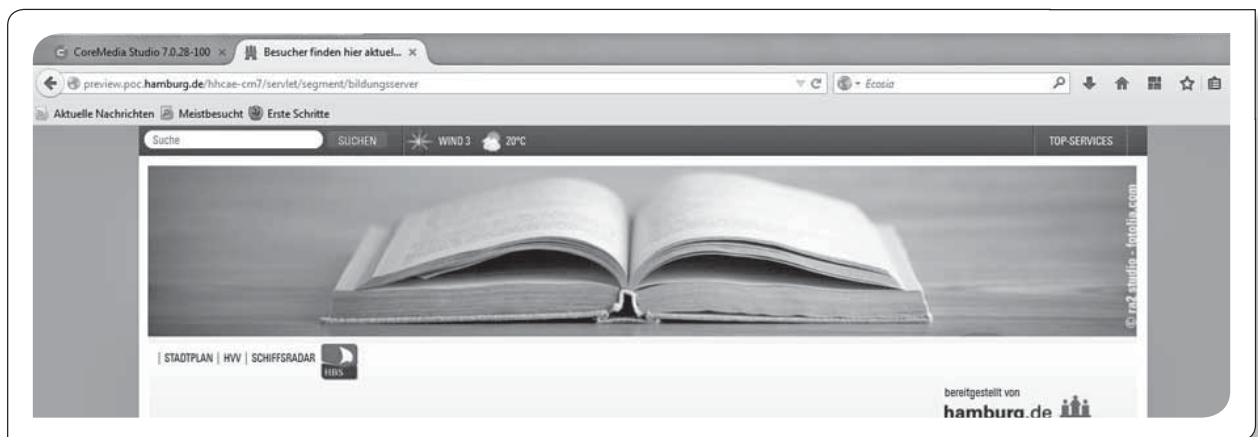 CoreMedia Studio 7.0.28-100 × Besucher finden hier aktuel... ×
preview.poc.hamburg.de/hhcae-cm7/servlet/segment/bildungsserver Ecosia
Aktuelle Nachrichten Meistbesucht Erste Schritte
Suche SUCHEN WIND 3 20°C TOP-SERVICES
© ra2 studio - fotolia.com
| STADTPLAN | HVV | SCHIFFSRADAR
HBS
bereitgestellt von
hamburg.de